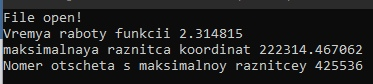 File open!
Vremya raboty funkcii 2.314815
maksimalnaya raznitca koordinat 222314.467062
Nomer otscheta s maksimalnoy raznitcey 425536